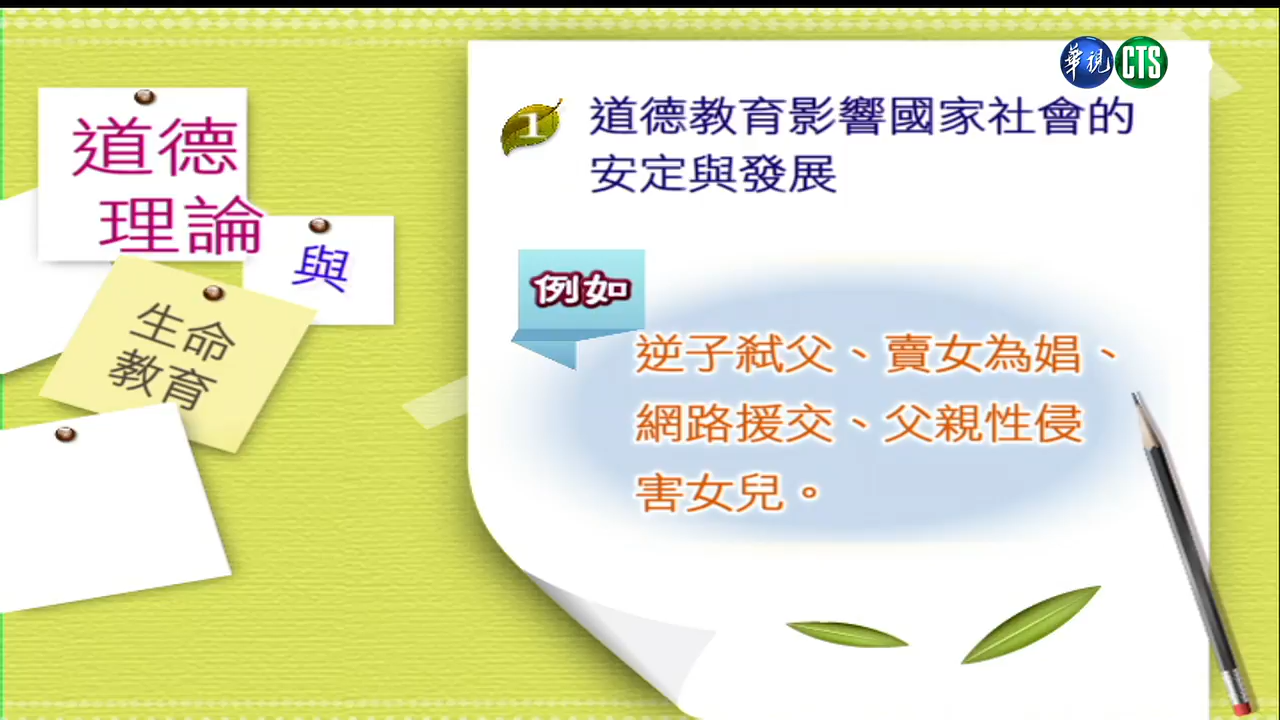 華視 CTS
道德
理論
與
生命
教育
1 道德教育影響國家社會的
安定與發展
例如
逆子弒父、賣女為娼、
網路援交、父親性侵
害女兒。